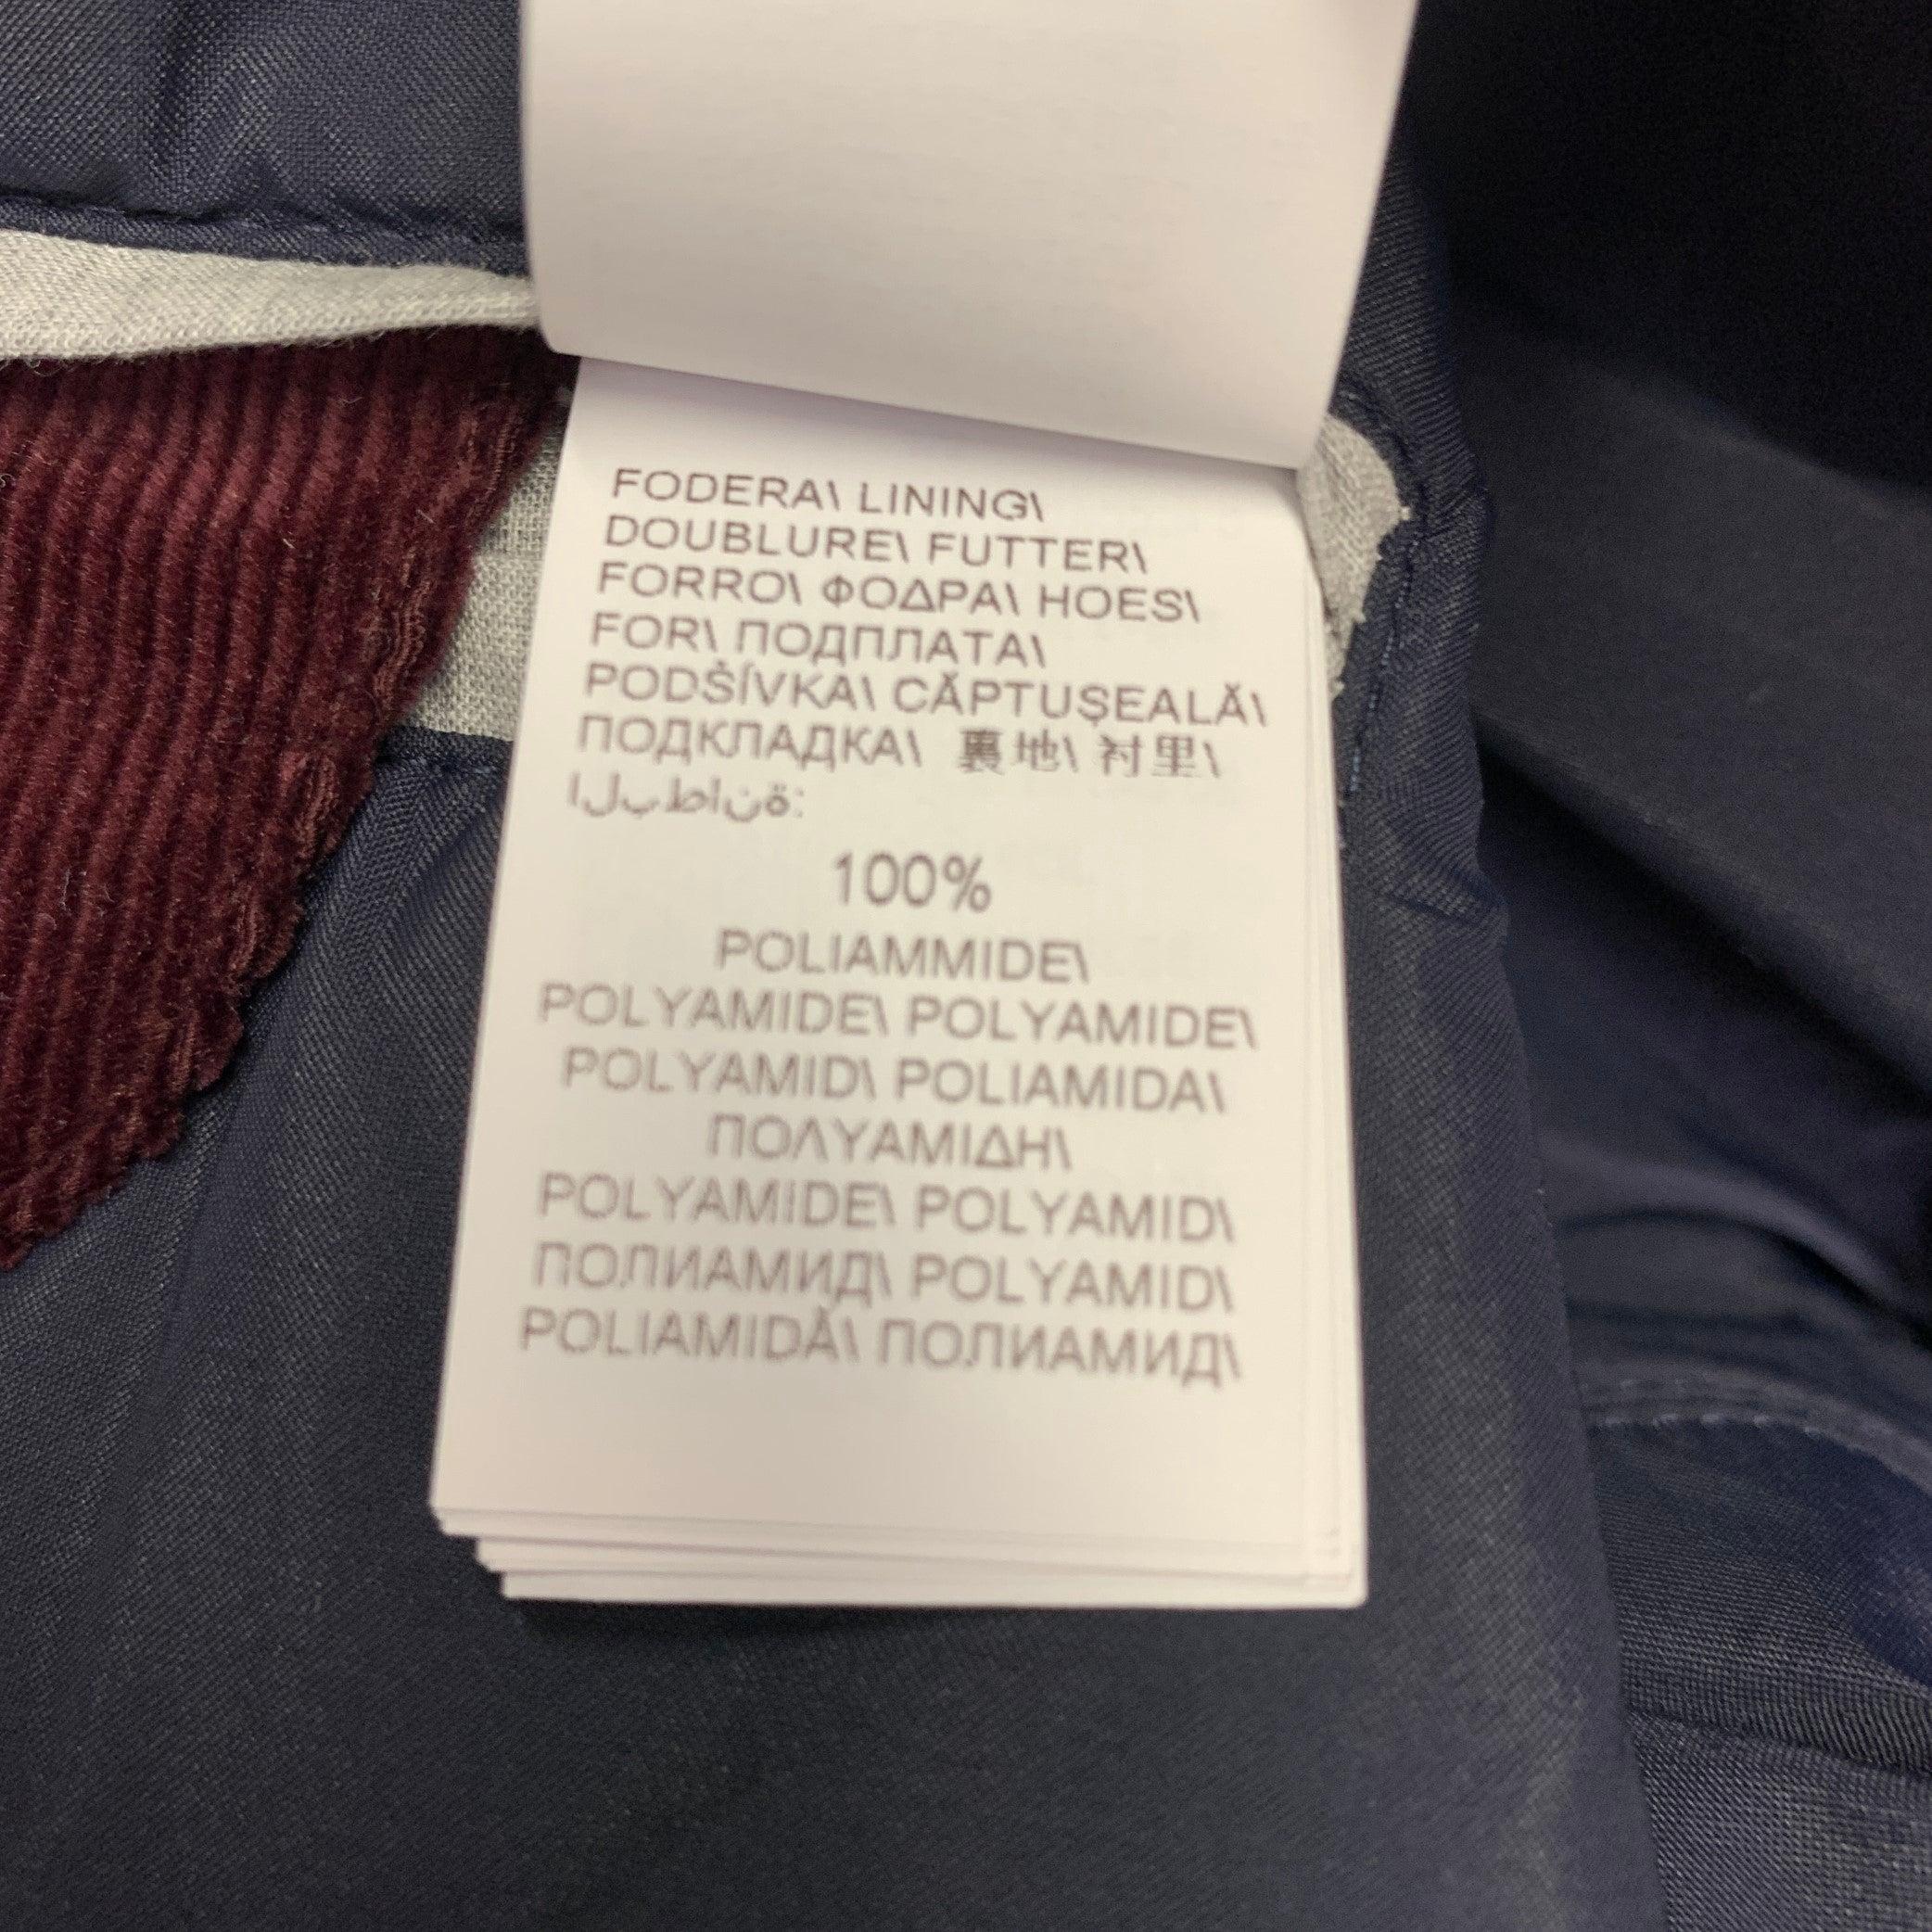 FODERA\ LINING\
DOUBLURE\ FUTTER\
FORRO\ ΦΟΔΡΑ\ HOES\
FOR\ ПОДПЛАТА\
PODŠÍVKA\ CĂPTUŞEALĂ\
ПОДКЛАДКА\ 裏地\ 衬里\
ا ل ب ط ا ن ة:
100%
POLIAMMIDE\
POLYAMIDE\ POLYAMIDE\
POLYAMID\ POLIAMIDA\
ΠΟΛΥΑΜΙΔΗ\
POLYAMIDE\ POLYAMID\
ПОЛИАМИД\ POLYAMID\
POLIAMIDĂ\ ПОЛИАМИД\